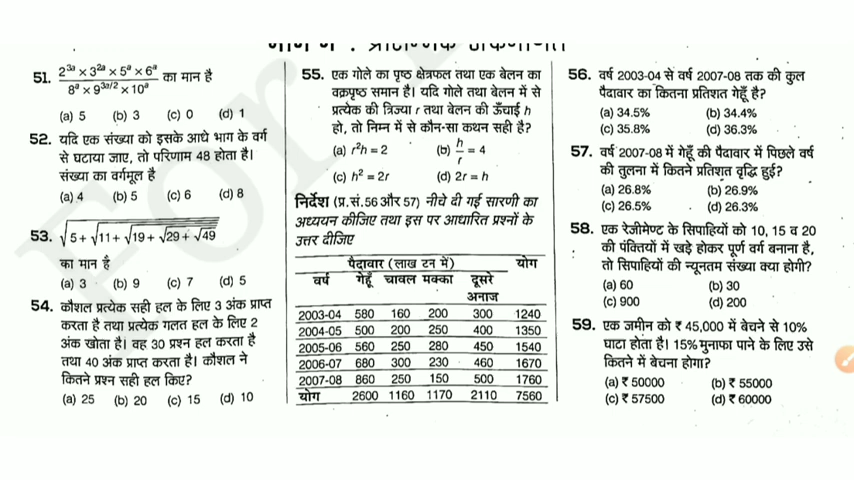 51. 2³ᵃ × 3²ᵃ × 5ᵃ × 6ᵃ / 8ᵃ × 9³ᵃ/² × 10ᵃ का मान है
(a) 5 (b) 3 (c) 0 (d) 1
52. यदि एक संख्या को इसके आधे भाग के वर्ग
से घटाया जाए, तो परिणाम 48 होता है।
संख्या का वर्गमूल है
(a) 4 (b) 5 (c) 6 (d) 8
53. √(5 + √(11 + √(19 + √(29 + √49))))
का मान है
(a) 3 (b) 9 (c) 7 (d) 5
54. कौशल प्रत्येक सही हल के लिए 3 अंक प्राप्त
करता है तथा प्रत्येक गलत हल के लिए 2
अंक खोता है। वह 30 प्रश्न हल करता है
तथा 40 अंक प्राप्त करता है। कौशल ने
कितने प्रश्न सही हल किए?
(a) 25 (b) 20 (c) 15 (d) 10
55. एक गोले का पृष्ठ क्षेत्रफल तथा एक बेलन का
वक्रपृष्ठ समान है। यदि गोले तथा बेलन में से
प्रत्येक की त्रिज्या r तथा बेलन की ऊँचाई h
हो, तो निम्न में से कौन-सा कथन सही है?
(a) r²h = 2 (b) h/r = 4
(c) h² = 2r (d) 2r = h
निर्देश (प्र.सं.56 और 57) नीचे दी गई सारणी का
अध्ययन कीजिए तथा इस पर आधारित प्रश्नों के
उत्तर दीजिए
पैदावार (लाख टन में) योग
वर्ष गेहूँ चावल मक्का दूसरे
अनाज
2003-04 580 160 200 300 1240
2004-05 500 200 250 400 1350
2005-06 560 250 280 450 1540
2006-07 680 300 230 460 1670
2007-08 860 250 150 500 1760
योग 2600 1160 1170 2110 7560
56. वर्ष 2003-04 से वर्ष 2007-08 तक की कुल
पैदावार का कितना प्रतिशत गेहूँ है?
(a) 34.5% (b) 34.4%
(c) 35.8% (d) 36.3%
57. वर्ष 2007-08 में गेहूँ की पैदावार में पिछले वर्ष
की तुलना में कितने प्रतिशत वृद्धि हुई?
(a) 26.8% (b) 26.9%
(c) 26.5% (d) 26.3%
58. एक रेजीमेण्ट के सिपाहियों को 10, 15 व 20
की पंक्तियों में खड़े होकर पूर्ण वर्ग बनाना है,
तो सिपाहियों की न्यूनतम संख्या क्या होगी?
(a) 60 (b) 30
(c) 900 (d) 200
59. एक जमीन को ₹ 45,000 में बेचने से 10%
घाटा होता है। 15% मुनाफा पाने के लिए उसे
कितने में बेचना होगा?
(a) ₹ 50000 (b) ₹ 55000
(c) ₹ 57500 (d) ₹ 60000